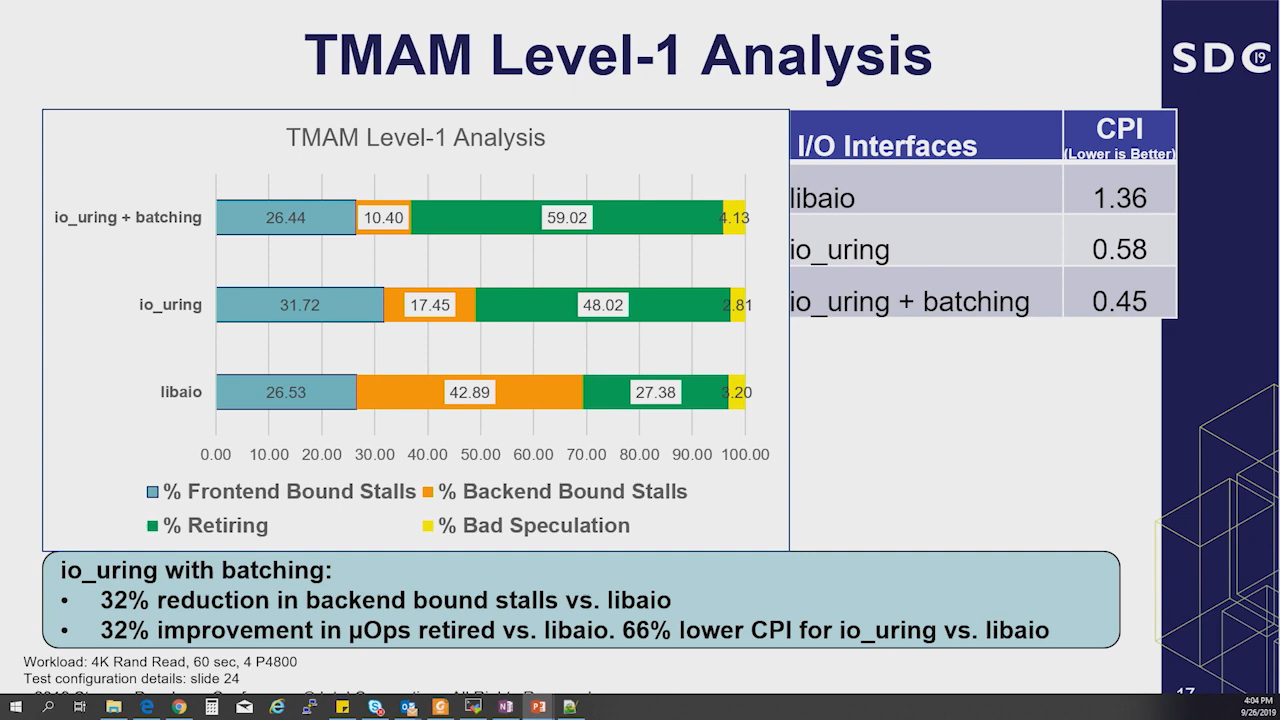 TMAM Level-1 Analysis
SDC 19
TMAM Level-1 Analysis
io_uring + batching 26.44 10.40 59.02 4.13
io_uring 31.72 17.45 48.02 2.81
libaio 26.53 42.89 27.38 3.20
0.00 10.00 20.00 30.00 40.00 50.00 60.00 70.00 80.00 90.00 100.00
% Frontend Bound Stalls % Backend Bound Stalls
% Retiring % Bad Speculation
I/O Interfaces CPI
(Lower is Better)
libaio 1.36
io_uring 0.58
io_uring + batching 0.45
io_uring with batching:
• 32% reduction in backend bound stalls vs. libaio
• 32% improvement in µOps retired vs. libaio. 66% lower CPI for io_uring vs. libaio
Workload: 4K Rand Read, 60 sec, 4 P4800
Test configuration details: slide 24
17
4:04 PM
9/26/2019